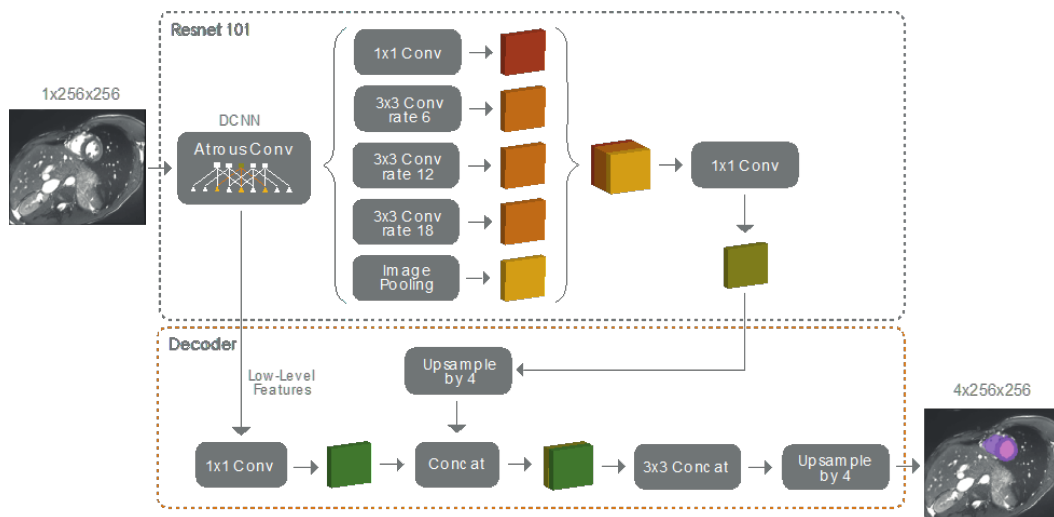 Resnet 101
1x256x256
DCNN
AtrousConv
1x1 Conv
3x3 Conv
rate 6
3x3 Conv
rate 12
3x3 Conv
rate 18
Image
Pooling
1x1 Conv
Decoder
Low-Level
Features
Upsample
by 4
1x1 Conv
Concat
3x3 Concat
Upsample
by 4
4x256x256